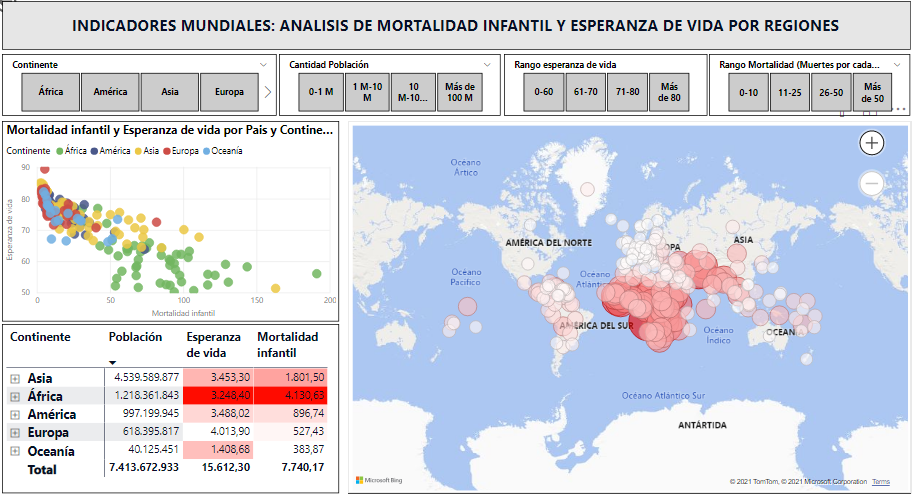 INDICADORES MUNDIALES: ANALISIS DE MORTALIDAD INFANTIL Y ESPERANZA DE VIDA POR REGIONES
Continente
África
América
Asia
Europa
Cantidad Población
0-1 M
1 M-10
M
10
M-10...
Más de
100 M
Rango esperanza de vida
0-60
61-70
71-80
Más
de 80
Rango Mortalidad (Muertes por cada...
0-10
11-25
26-50
Más
de 50
Mortalidad infantil y Esperanza de vida por Pais y Contine...
Continente África América Asia Europa Oceanía
Esperanza de vida
90
80
70
60
50
0 50 100 150 200
Mortalidad infantil
Continente Población Esperanza de vida Mortalidad infantil
Asia 4.539.589.877 3.453,30 1.801,50
África 1.218.361.843 3.248,40 4.130,63
América 997.199.945 3.488,02 896,74
Europa 618.395.817 4.013,90 527,43
Oceanía 40.125.451 1.408,68 383,87
Total 7.413.672.933 15.612,30 7.740,17
Océano
Ártico
AMÉRICA DEL NORTE
OPA
ASIA
Océano
Pacífico
Océano
Atlánt
AMÉRICA DEL SUR
Océano
Índico
OCEAN
Océano Atlántico Sur
ANTÁRTIDA
Microsoft Bing
© 2021 TomTom, © 2021 Microsoft Corporation Terms